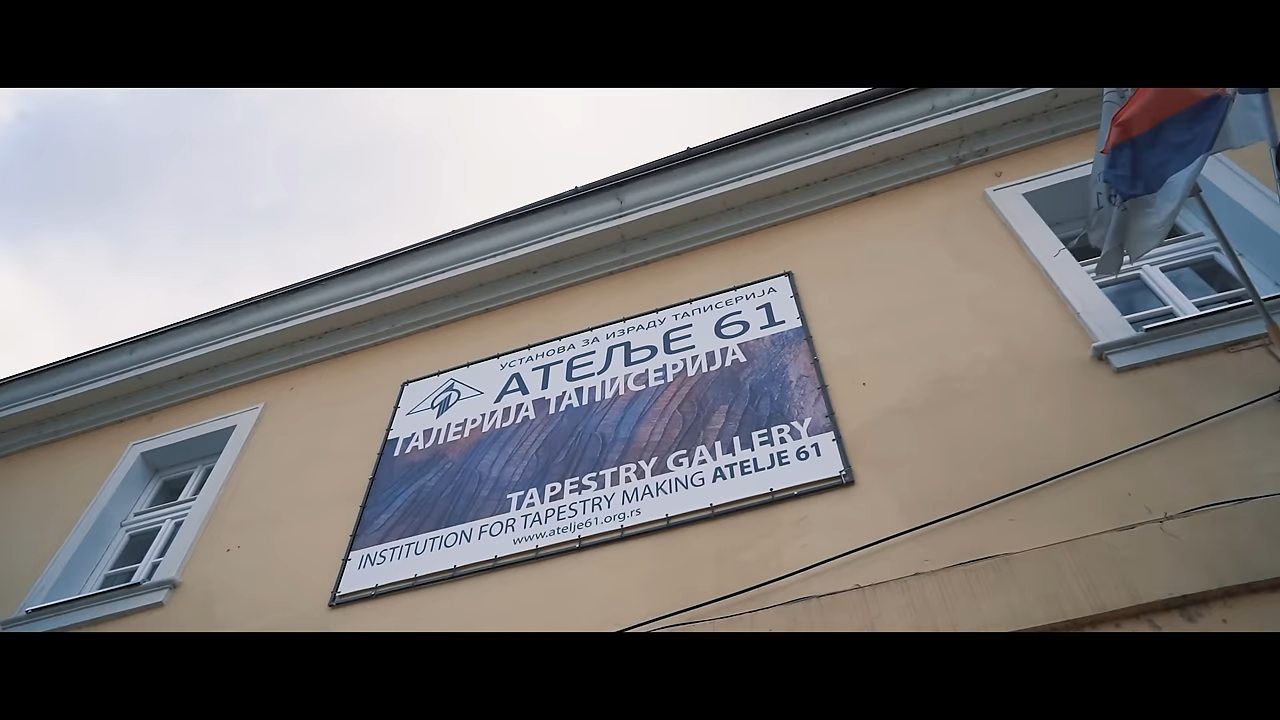 УСТАНОВА ЗА ИЗРАДУ ТАПИСЕРИЈА
АТЕЉЕ 61
ГАЛЕРИЈА ТАПИСЕРИЈА
TAPESTRY GALLERY
INSTITUTION FOR TAPESTRY MAKING ATELJE 61
www.atelje61.org.rs